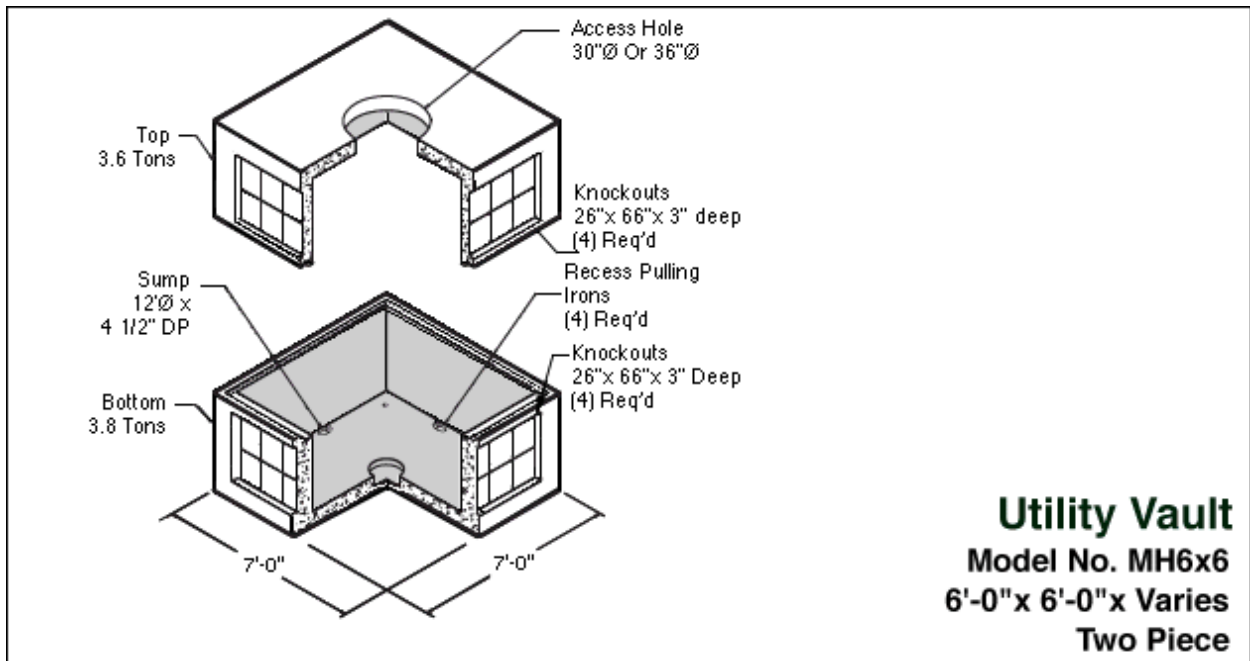 Access Hole
30"Ø Or 36"Ø
Top
3.6 Tons
Knockouts
26"x 66"x 3" deep
(4) Req'd
Sump
12'Ø x
4 1/2" DP
Recess Pulling
Irons
(4) Req'd
Knockouts
26"x 66"x 3" Deep
(4) Req'd
Bottom
3.8 Tons
7'-0"
7'-0"
Utility Vault
Model No. MH6x6
6'-0"x 6'-0"x Varies
Two Piece